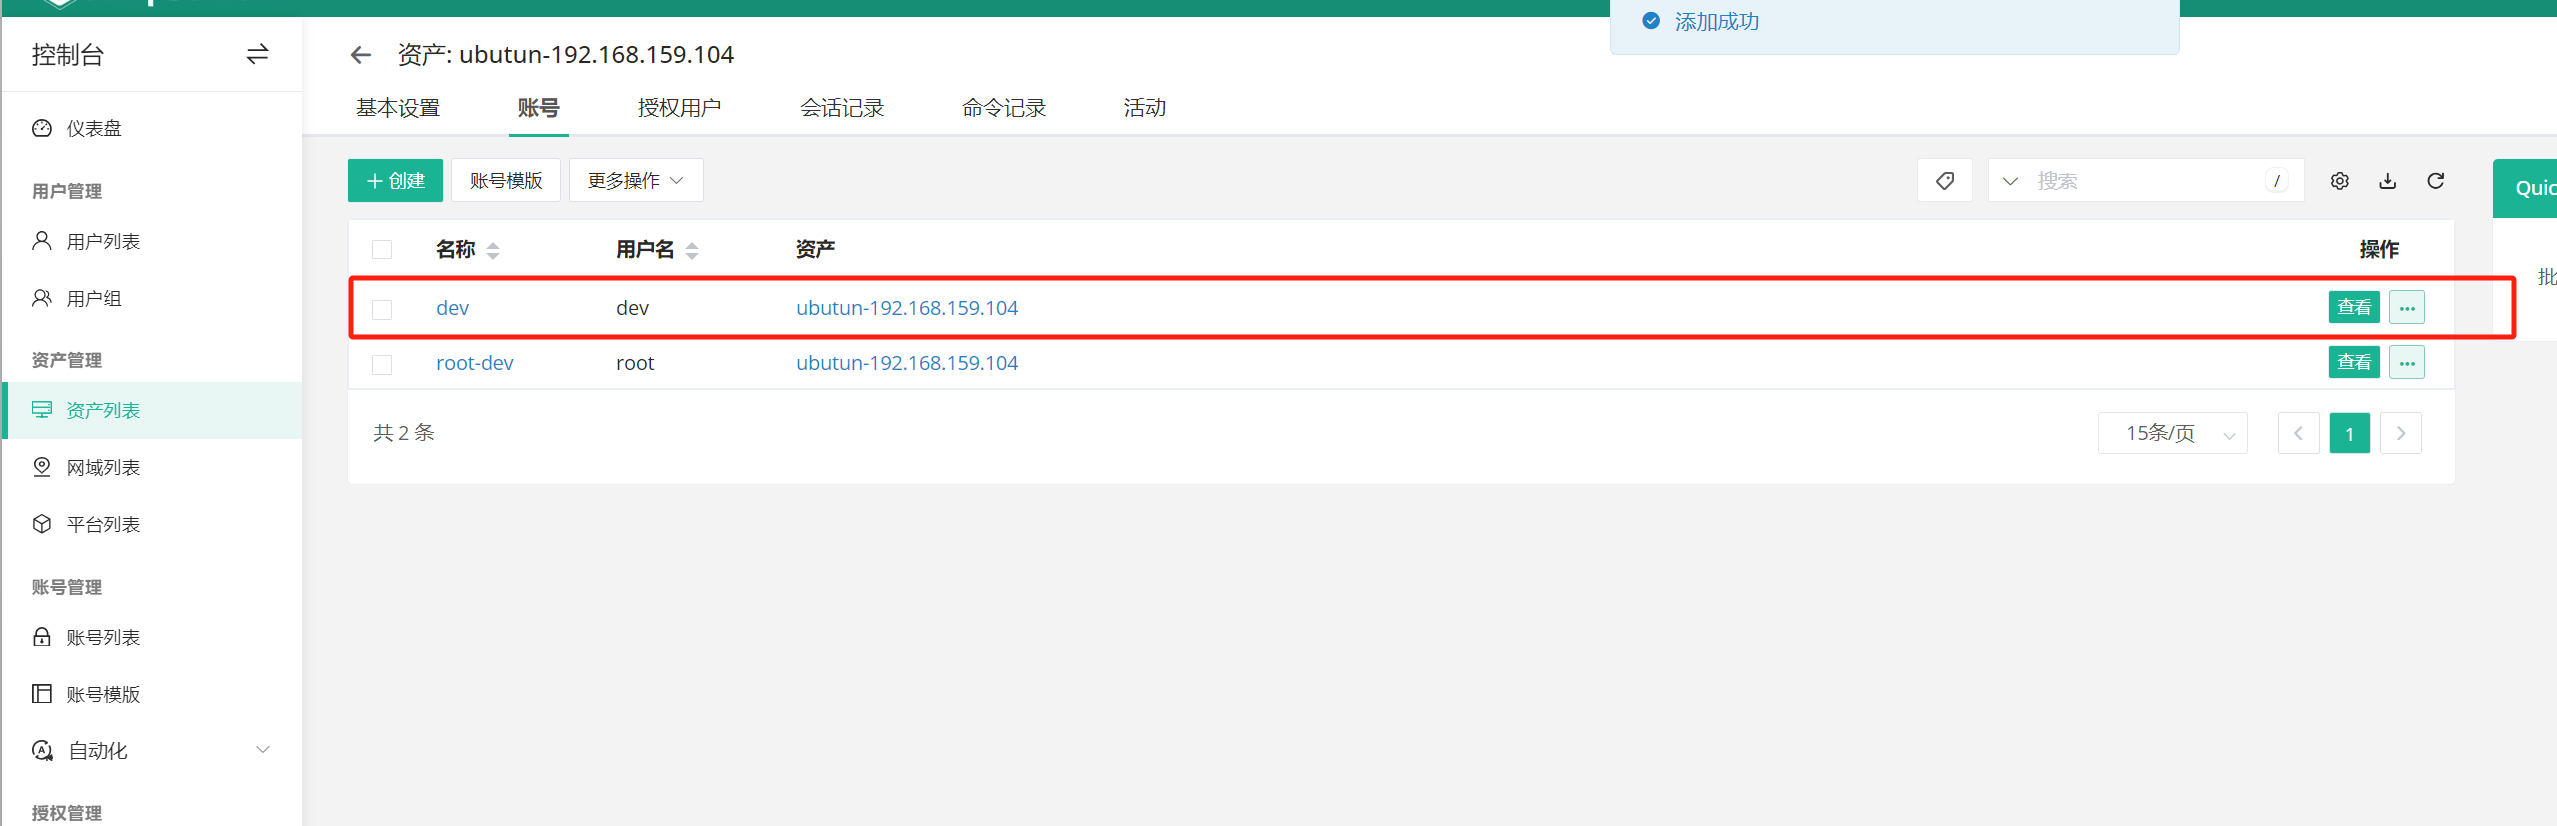 添加成功
控制台
资产: ubutun-192.168.159.104
基本设置 账号 授权用户 会话记录 命令记录 活动
仪表盘
用户管理
用户列表
用户组
资产管理
资产列表
网域列表
平台列表
账号管理
账号列表
账号模版
自动化
授权管理
+ 创建 账号模版 更多操作 搜索 / Quic
名称 用户名 资产 操作
批
dev dev ubutun-192.168.159.104 查看 ...
root-dev root ubutun-192.168.159.104 查看 ...
共 2 条 15条/页 1